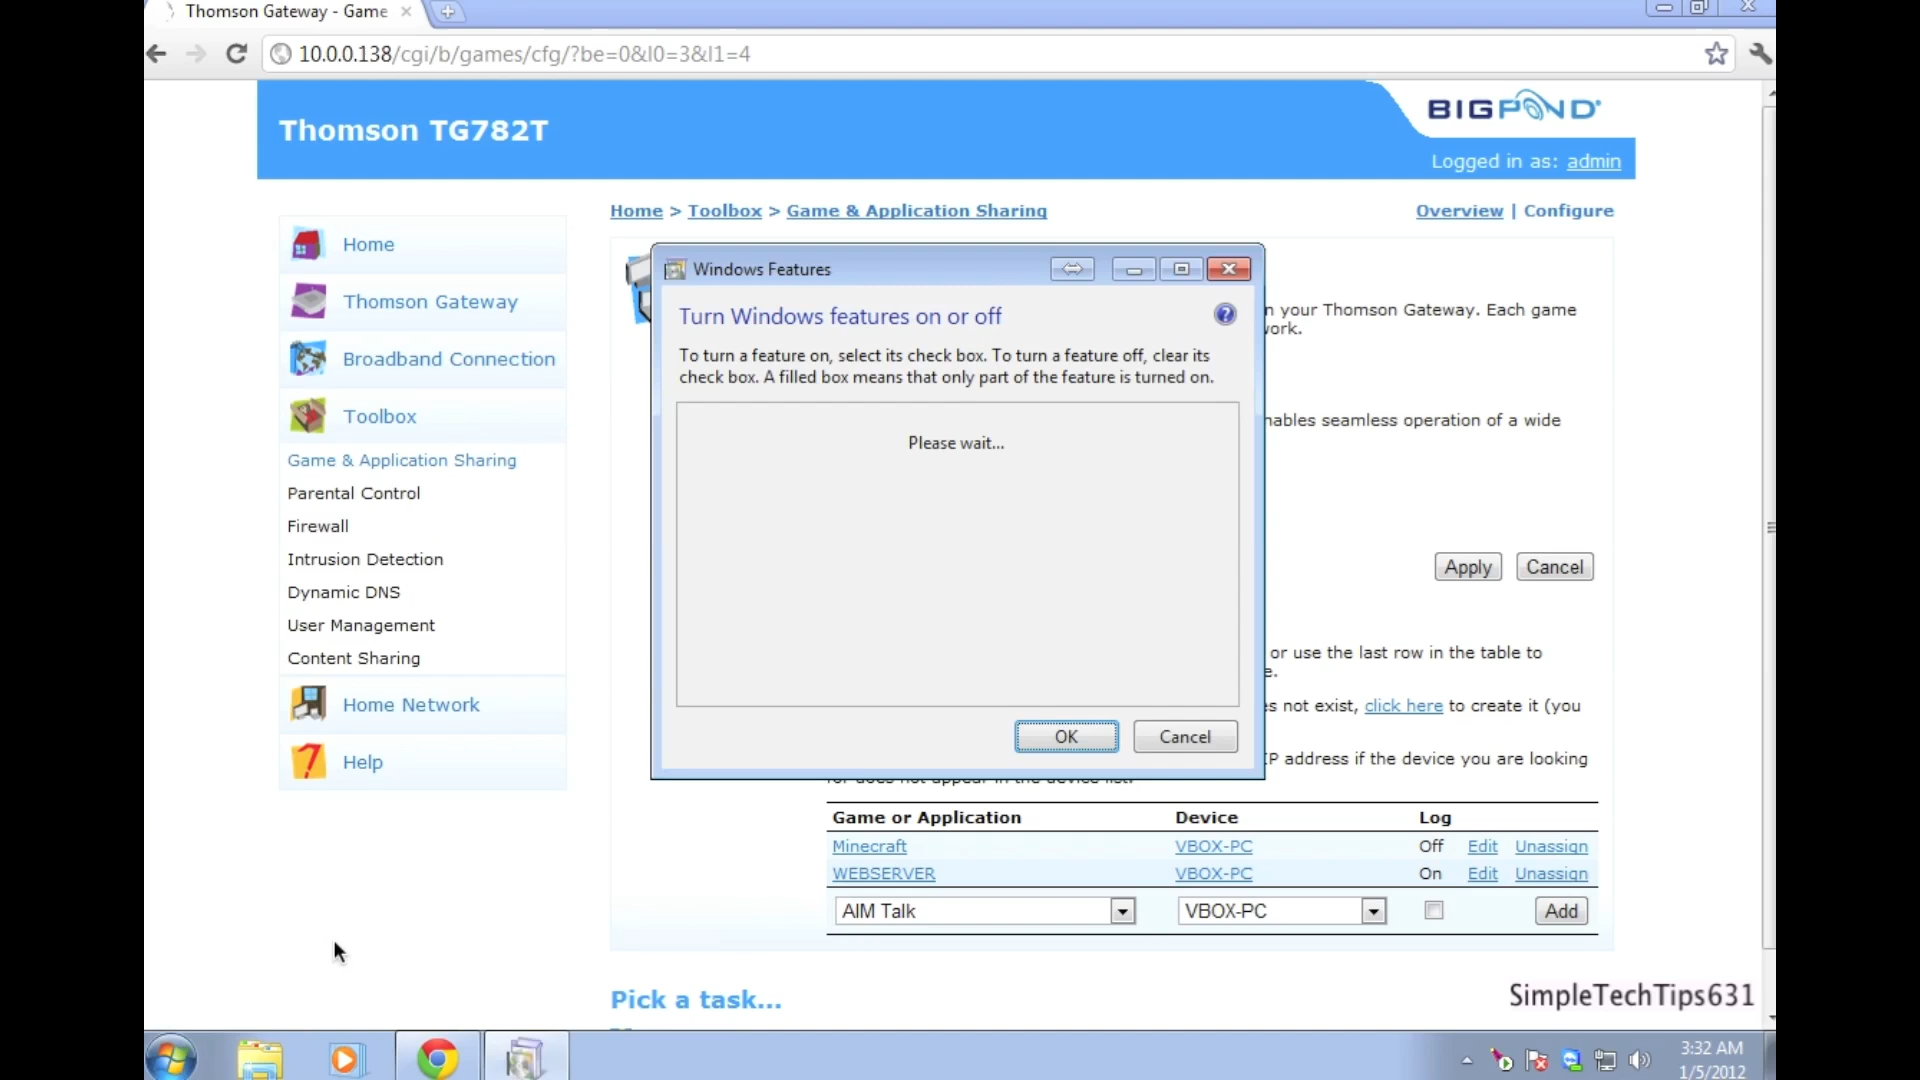 Thomson Gateway - Game
10.0.0.138/cgi/b/games/cfg/?be=0&l0=3&l1=4
Thomson TG782T
BIGPOND
Logged in as: admin
Home > Toolbox > Game & Application Sharing
Overview | Configure
Home
Thomson Gateway
Broadband Connection
Toolbox
Game & Application Sharing
Parental Control
Firewall
Intrusion Detection
Dynamic DNS
User Management
Content Sharing
Home Network
Help
Windows Features
Turn Windows features on or off
To turn a feature on, select its check box. To turn a feature off, clear its
check box. A filled box means that only part of the feature is turned on.
Please wait...
OK
Cancel
your Thomson Gateway. Each game
seamless operation of a wide
Apply
Cancel
or use the last row in the table to
not exist, click here to create it (you
address if the device you are looking
for does not appear in the device list.
Game or Application
Device
Log
Minecraft
VBOX-PC
Off
Edit
Unassign
WEBSERVER
VBOX-PC
On
Edit
Unassign
AIM Talk
VBOX-PC
Add
Pick a task...
SimpleTechTips631
3:32 AM
1/5/2012